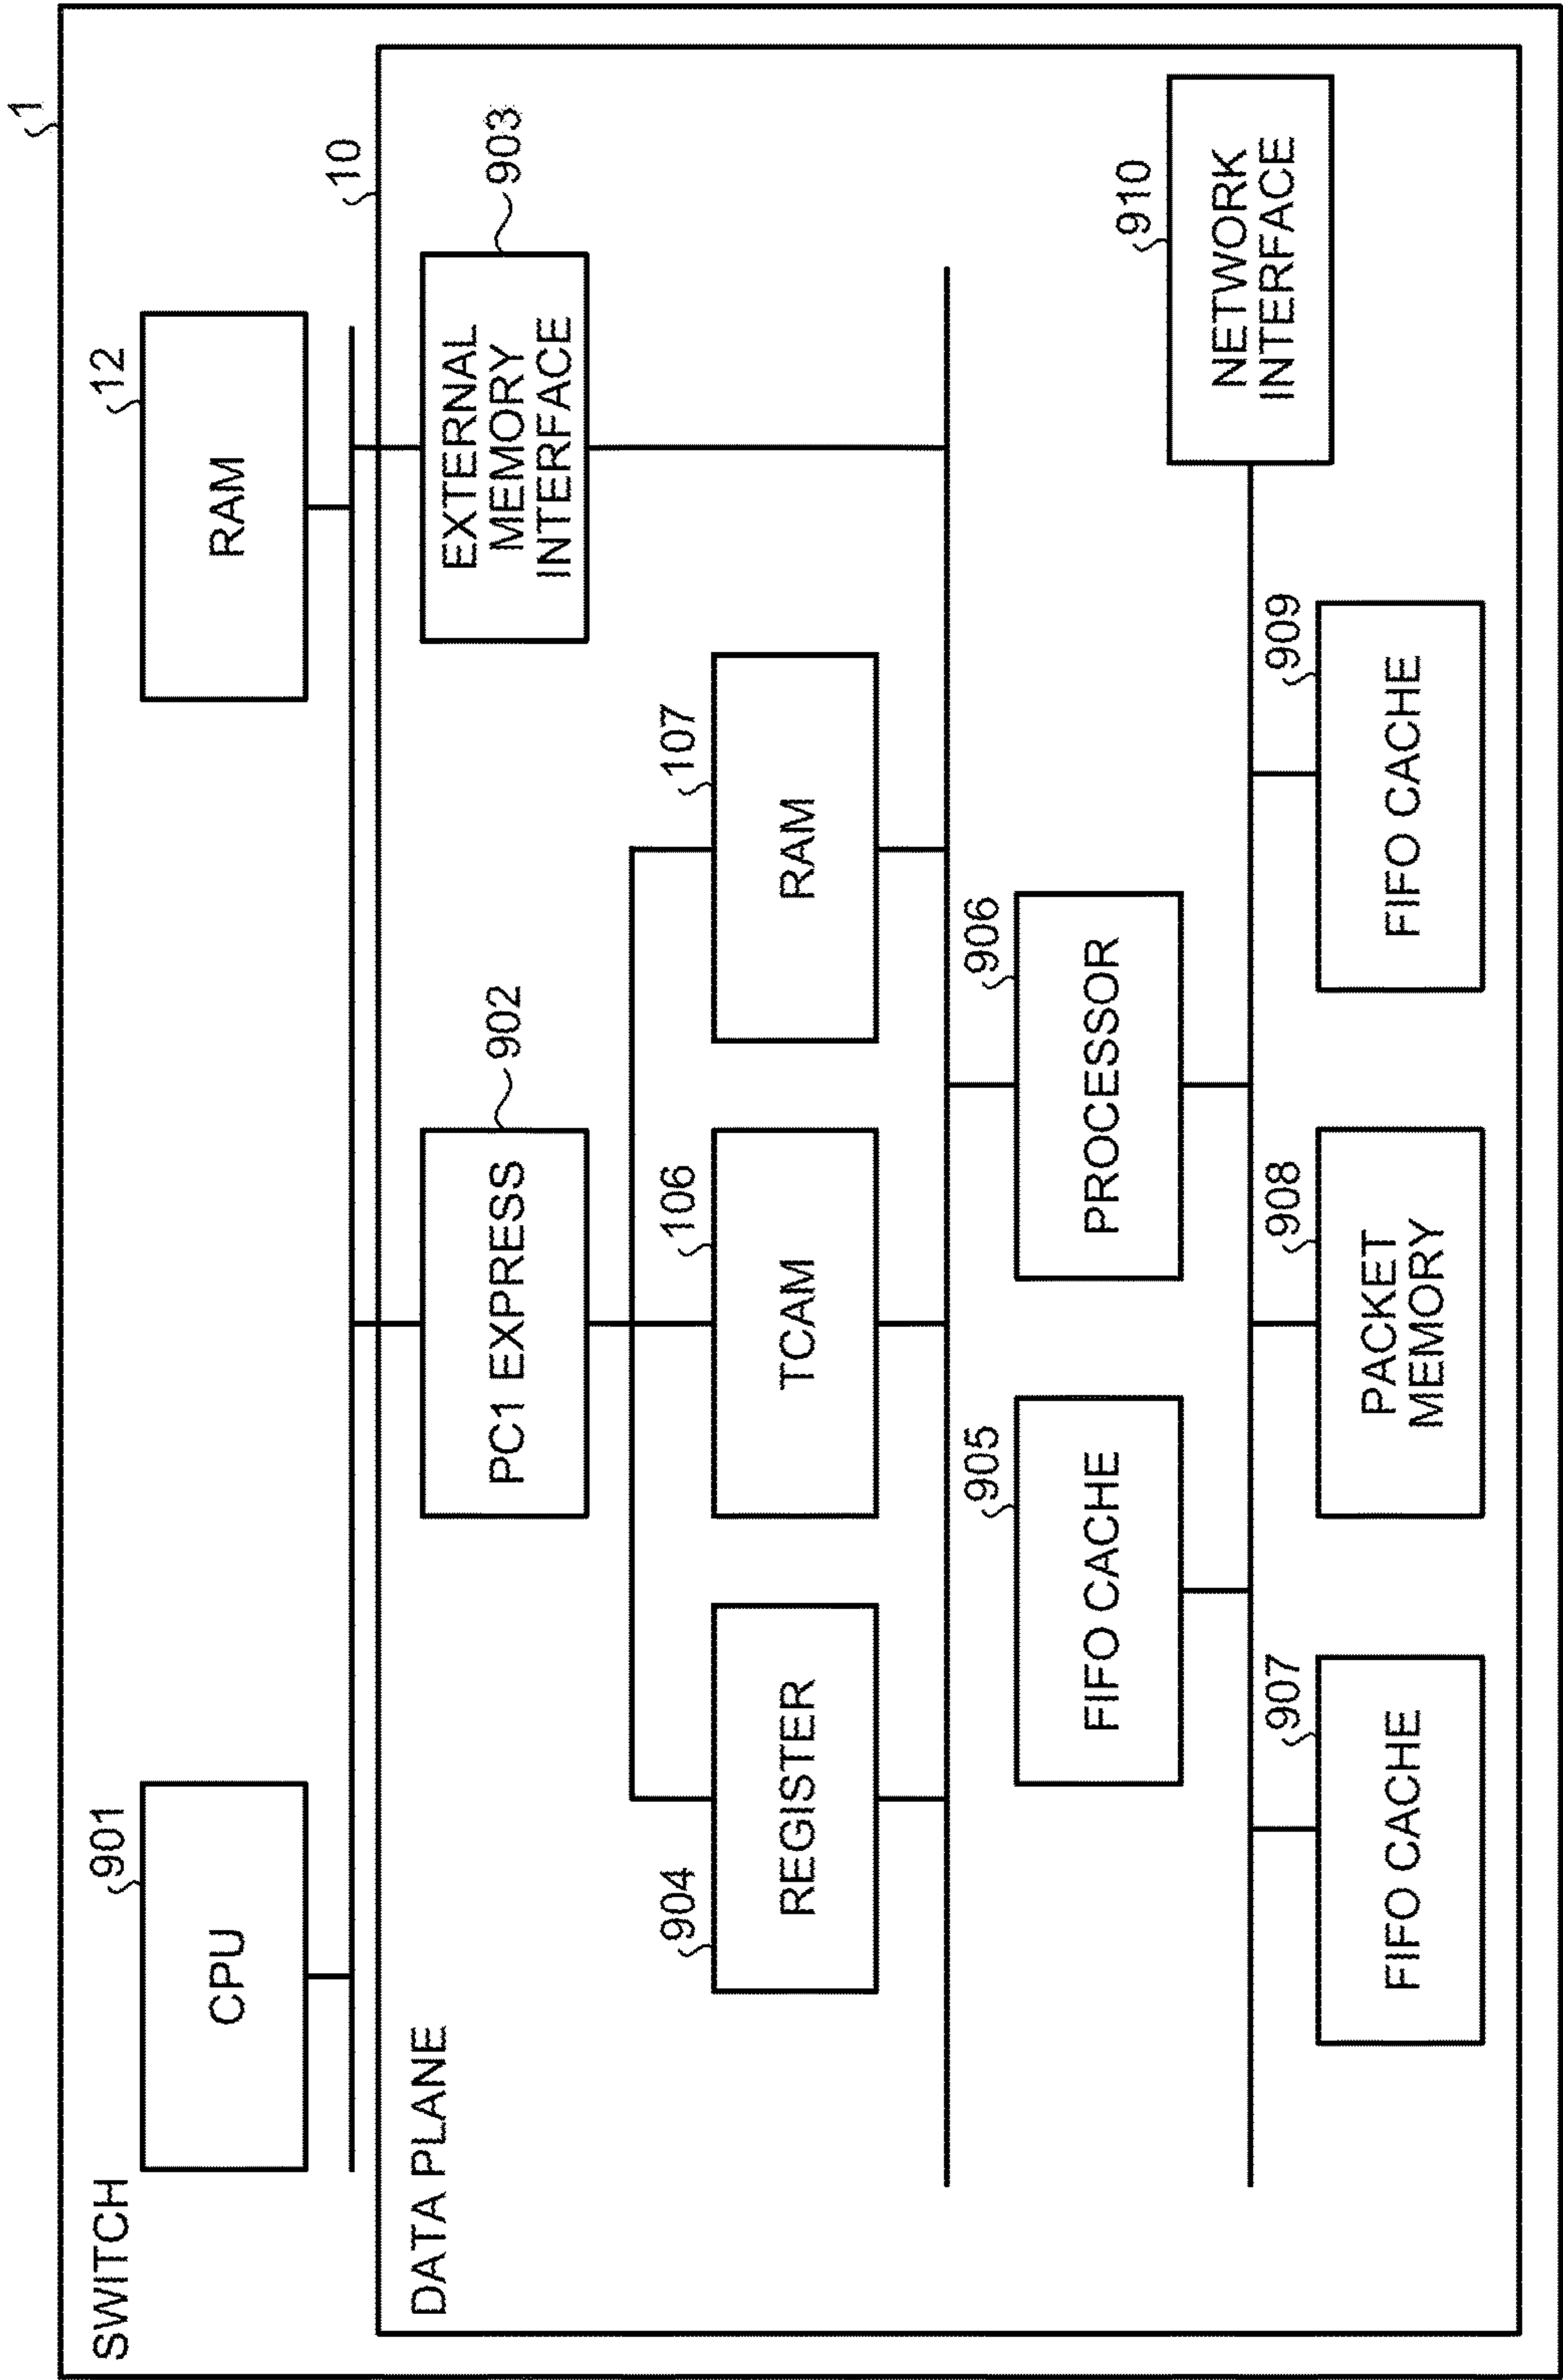 1
SWITCH
901
CPU
12
RAM
10
DATA PLANE
902
PC1 EXPRESS
903
EXTERNAL
MEMORY
INTERFACE
904
REGISTER
106
TCAM
107
RAM
905
FIFO CACHE
906
PROCESSOR
910
NETWORK
INTERFACE
907
FIFO CACHE
908
PACKET
MEMORY
909
FIFO CACHE